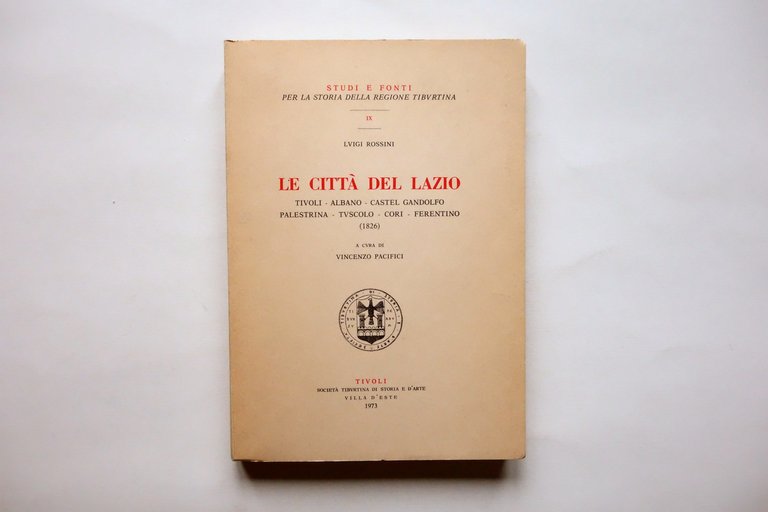 STUDI E FONTI
PER LA STORIA DELLA REGIONE TIBVRTINA
IX
LVIGI ROSSINI
LE CITTÀ DEL LAZIO
TIVOLI - ALBANO - CASTEL GANDOLFO
PALESTRINA - TVSCOLO - CORI - FERENTINO
(1826)
A CVRA DI
VINCENZO PACIFICI
TIVOLI
SOCIETÀ TIBVRTINA DI STORIA E D'ARTE
VILLA D'ESTE
1973